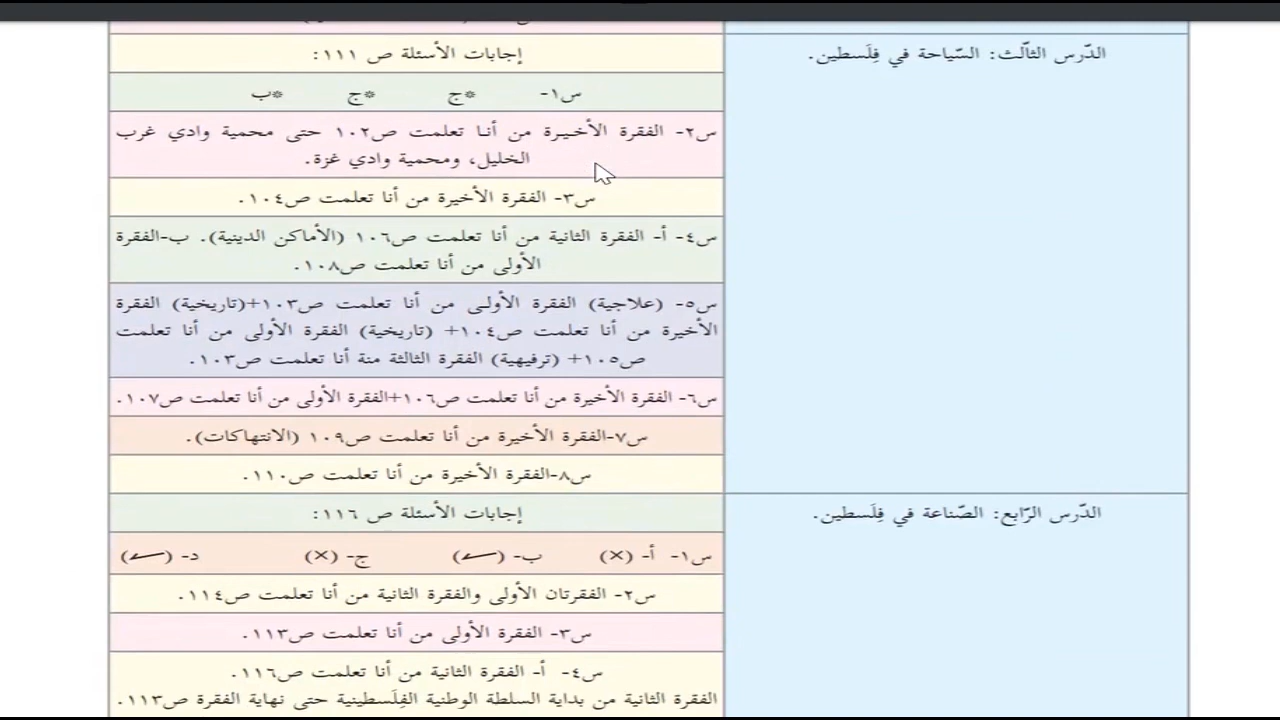 الدّرس الثّالث: السّياحة في فِلَسطين.
إجابات الأسئلة ص ١١١:
س١- *ج *ج *ب
س٢- الفقرة الأخيرة من أنا تعلمت ص١٠٢ حتى محمية وادي غرب
الخليل، ومحمية وادي غزة.
س٣- الفقرة الأخيرة من أنا تعلمت ص١٠٤.
س٤- أ- الفقرة الثانية من أنا تعلمت ص١٠٦ (الأماكن الدينية). ب-الفقرة
الأولى من أنا تعلمت ص١٠٨.
س٥- (علاجية) الفقرة الأولى من أنا تعلمت ص١٠٣+(تاريخية) الفقرة
الأخيرة من أنا تعلمت ص١٠٤+ (تاريخية) الفقرة الأولى من أنا تعلمت
ص١٠٥+ (ترفيهية) الفقرة الثالثة منة أنا تعلمت ص١٠٣.
س٦- الفقرة الأخيرة من أنا تعلمت ص١٠٦+الفقرة الأولى من أنا تعلمت ص١٠٧.
س٧-الفقرة الأخيرة من أنا تعلمت ص١٠٩ (الانتهاكات).
س٨-الفقرة الأخيرة من أنا تعلمت ص١١٠.
الدّرس الرّابع: الصّناعة في فِلَسطين.
إجابات الأسئلة ص ١١٦:
س١- أ- (×) ب- (✓) ج- (×) د- (✓)
س٢- الفقرتان الأولى والفقرة الثانية من أنا تعلمت ص١١٤.
س٣- الفقرة الأولى من أنا تعلمت ص١١٣.
س٤- أ- الفقرة الثانية من أنا تعلمت ص١١٦.
الفقرة الثانية من بداية السلطة الوطنية الفِلَسطينية حتى نهاية الفقرة ص١١٣.